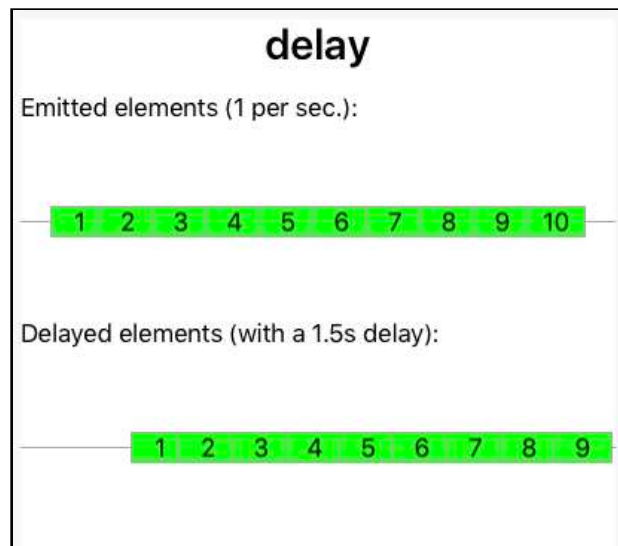 delay
Emitted elements (1 per sec.):
1 2 3 4 5 6 7 8 9 10
Delayed elements (with a 1.5s delay):
1 2 3 4 5 6 7 8 9